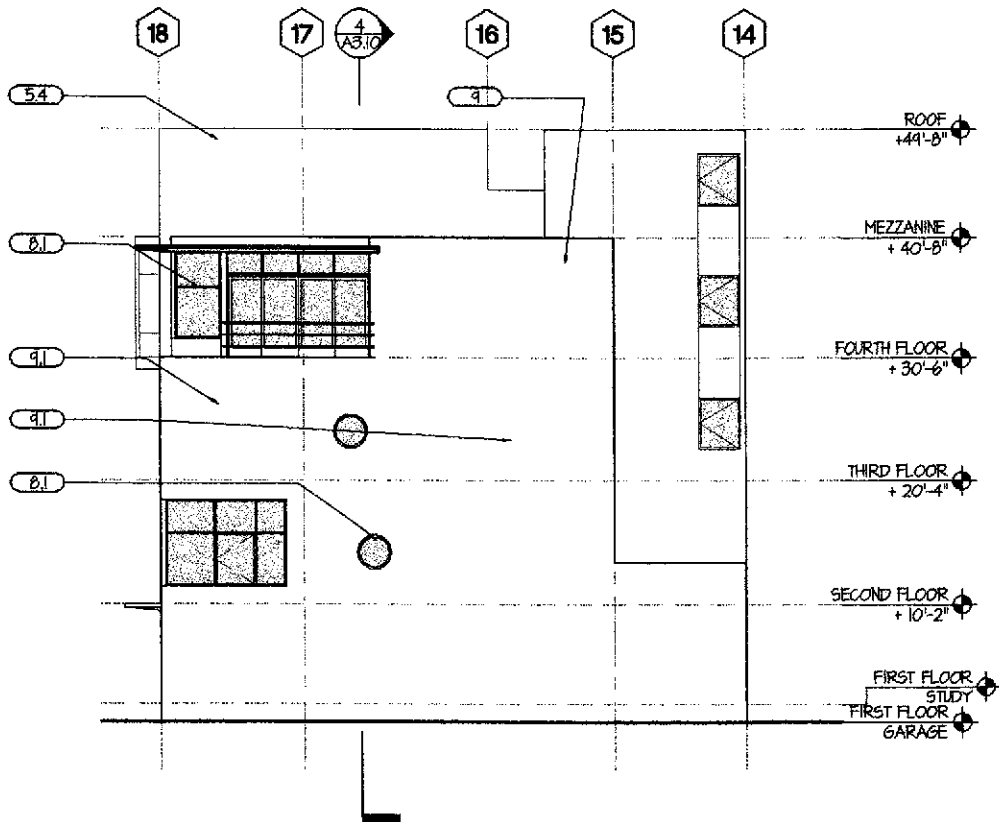 18
17
4
A3.10
16
15
14
5.4
9
ROOF
+49'-8"
8.1
MEZZANINE
+ 40'-8"
9.1
FOURTH FLOOR
+ 30'-6"
9.1
8.1
THIRD FLOOR
+ 20'-4"
SECOND FLOOR
+ 10'-2"
FIRST FLOOR
STUDY
FIRST FLOOR
GARAGE